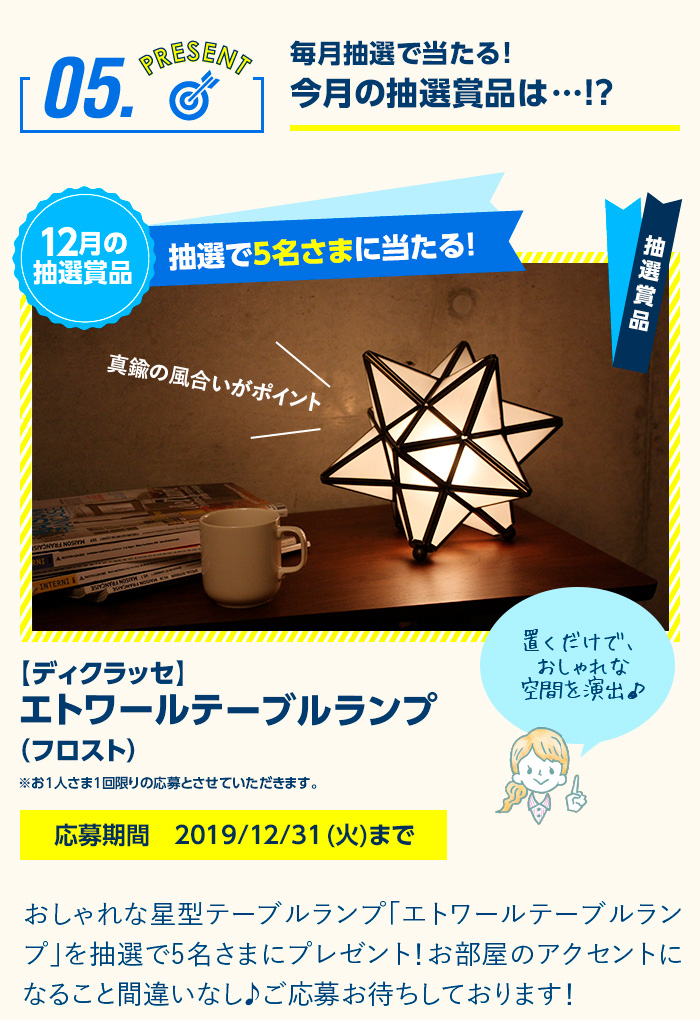 05.
PRESENT
毎月抽選で当たる!
今月の抽選賞品は…!?
12月の
抽選賞品
抽選で5名さまに当たる!
抽選賞品
真鍮の風合いがポイント
MAISON FRANCAISE
INTERNI
MAISON FRANCAISE
置くだけで、
おしゃれな
空間を演出♪
【ディクラッセ】
エトワールテーブルランプ
(フロスト)
※お1人さま1回限りの応募とさせていただきます。
応募期間 2019/12/31(火)まで
おしゃれな星型テーブルランプ「エトワールテーブルラン
プ」を抽選で5名さまにプレゼント!お部屋のアクセントに
なること間違いなし♪ご応募お待ちしております!